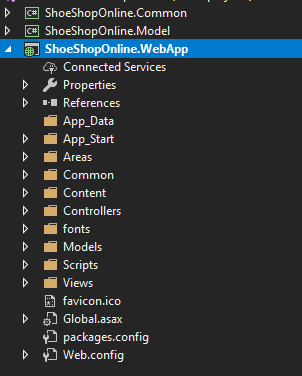 ShoeShopOnline.Common
ShoeShopOnline.Model
ShoeShopOnline.WebApp
Connected Services
Properties
References
App_Data
App_Start
Areas
Common
Content
Controllers
fonts
Models
Scripts
Views
favicon.ico
Global.asax
packages.config
Web.config